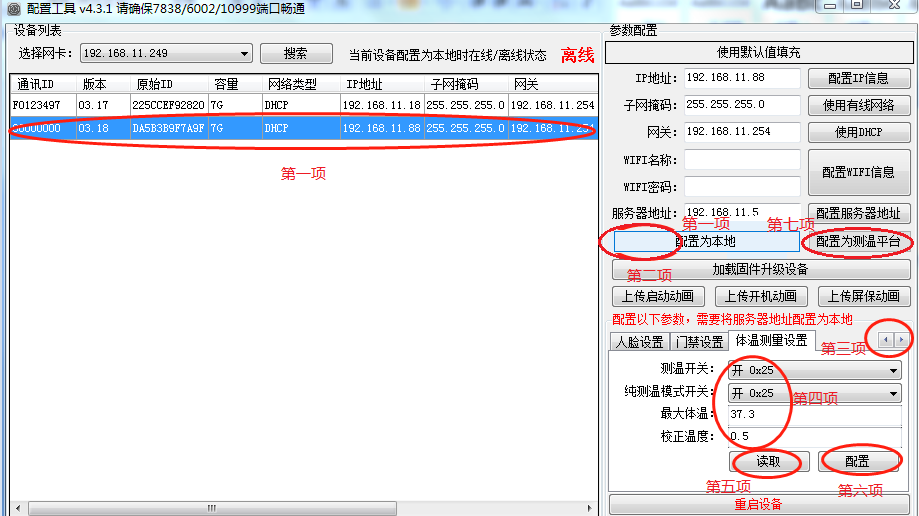 配置工具 v4.3.1 请确保7838/6002/10999端口畅通
设备列表
选择网卡: 192.168.11.249 搜索 当前设备配置为本地时在线/离线状态 离线
通讯ID 版本 原始ID 容量 网络类型 IP地址 子网掩码 网关
F0123497 03.17 225CCEF92820 7G DHCP 192.168.11.18 255.255.255.0 192.168.11.254
00000000 03.18 DA5B3B9F7A9F 7G DHCP 192.168.11.88 255.255.255.0 192.168.11.254
第一项
参数配置
使用默认值填充
IP地址: 192.168.11.88 配置IP信息
子网掩码: 255.255.255.0 使用有线网络
网关: 192.168.11.254 使用DHCP
WIFI名称:
WIFI密码:
配置WIFI信息
服务器地址: 192.168.11.5 配置服务器地址
第一项 第七项
配置为本地 配置为测温平台
第二项
加载固件升级设备
上传启动动画 上传开机动画 上传屏保动画
配置以下参数，需要将服务器地址配置为本地
人脸设置 门禁设置 体温测量设置
第三项
测温开关: 开 0x25
纯测温模式开关: 开 0x25
第四项
最大体温: 37.3
校正温度: 0.5
读取 配置
第五项 第六项
重启设备